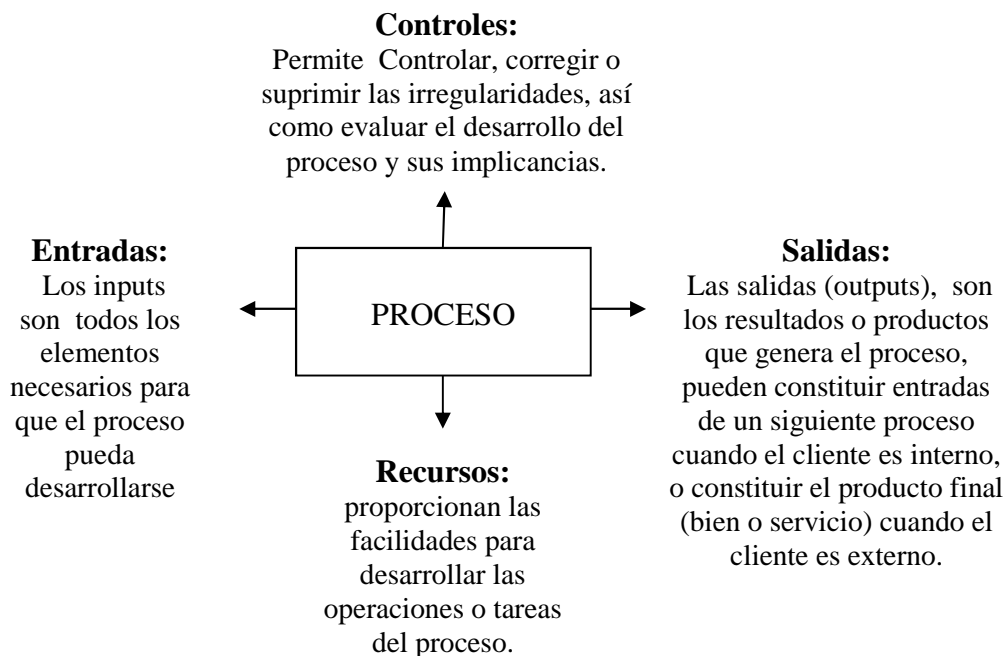 Controles:
Permite Controlar, corregir o
suprimir las irregularidades, así
como evaluar el desarrollo del
proceso y sus implicancias.
Entradas:
Los inputs
son todos los
elementos
necesarios para
que el proceso
pueda
desarrollarse
PROCESO
Salidas:
Las salidas (outputs), son
los resultados o productos
que genera el proceso,
pueden constituir entradas
de un siguiente proceso
cuando el cliente es interno,
o constituir el producto final
(bien o servicio) cuando el
cliente es externo.
Recursos:
proporcionan las
facilidades para
desarrollar las
operaciones o tareas
del proceso.